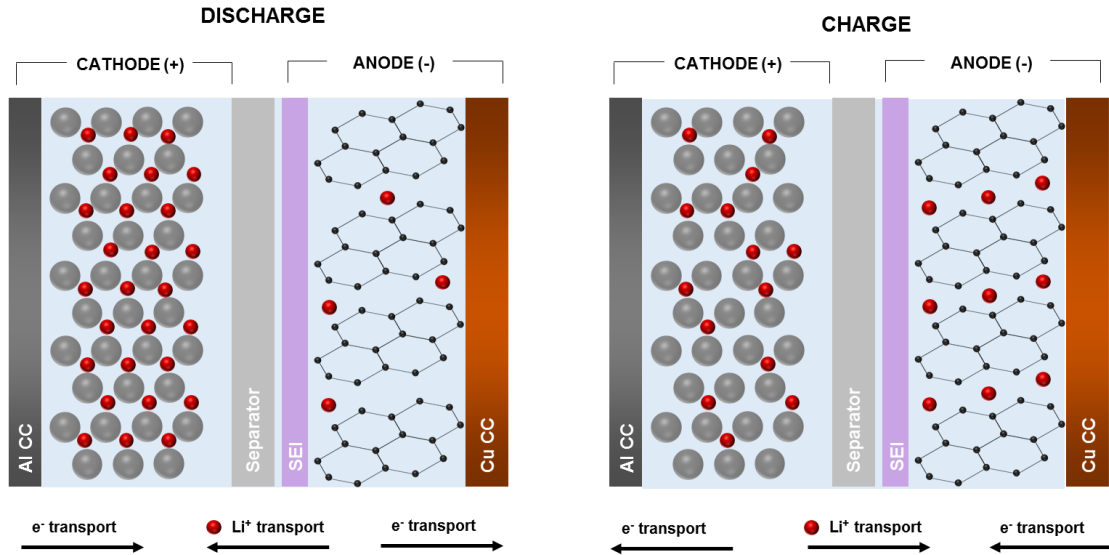 DISCHARGE
CATHODE (+)
ANODE (-)
Al CC
Separator
SEI
Cu CC
e⁻ transport
Li⁺ transport
e⁻ transport
CHARGE
CATHODE (+)
ANODE (-)
Al CC
Separator
SEI
Cu CC
e⁻ transport
Li⁺ transport
e⁻ transport